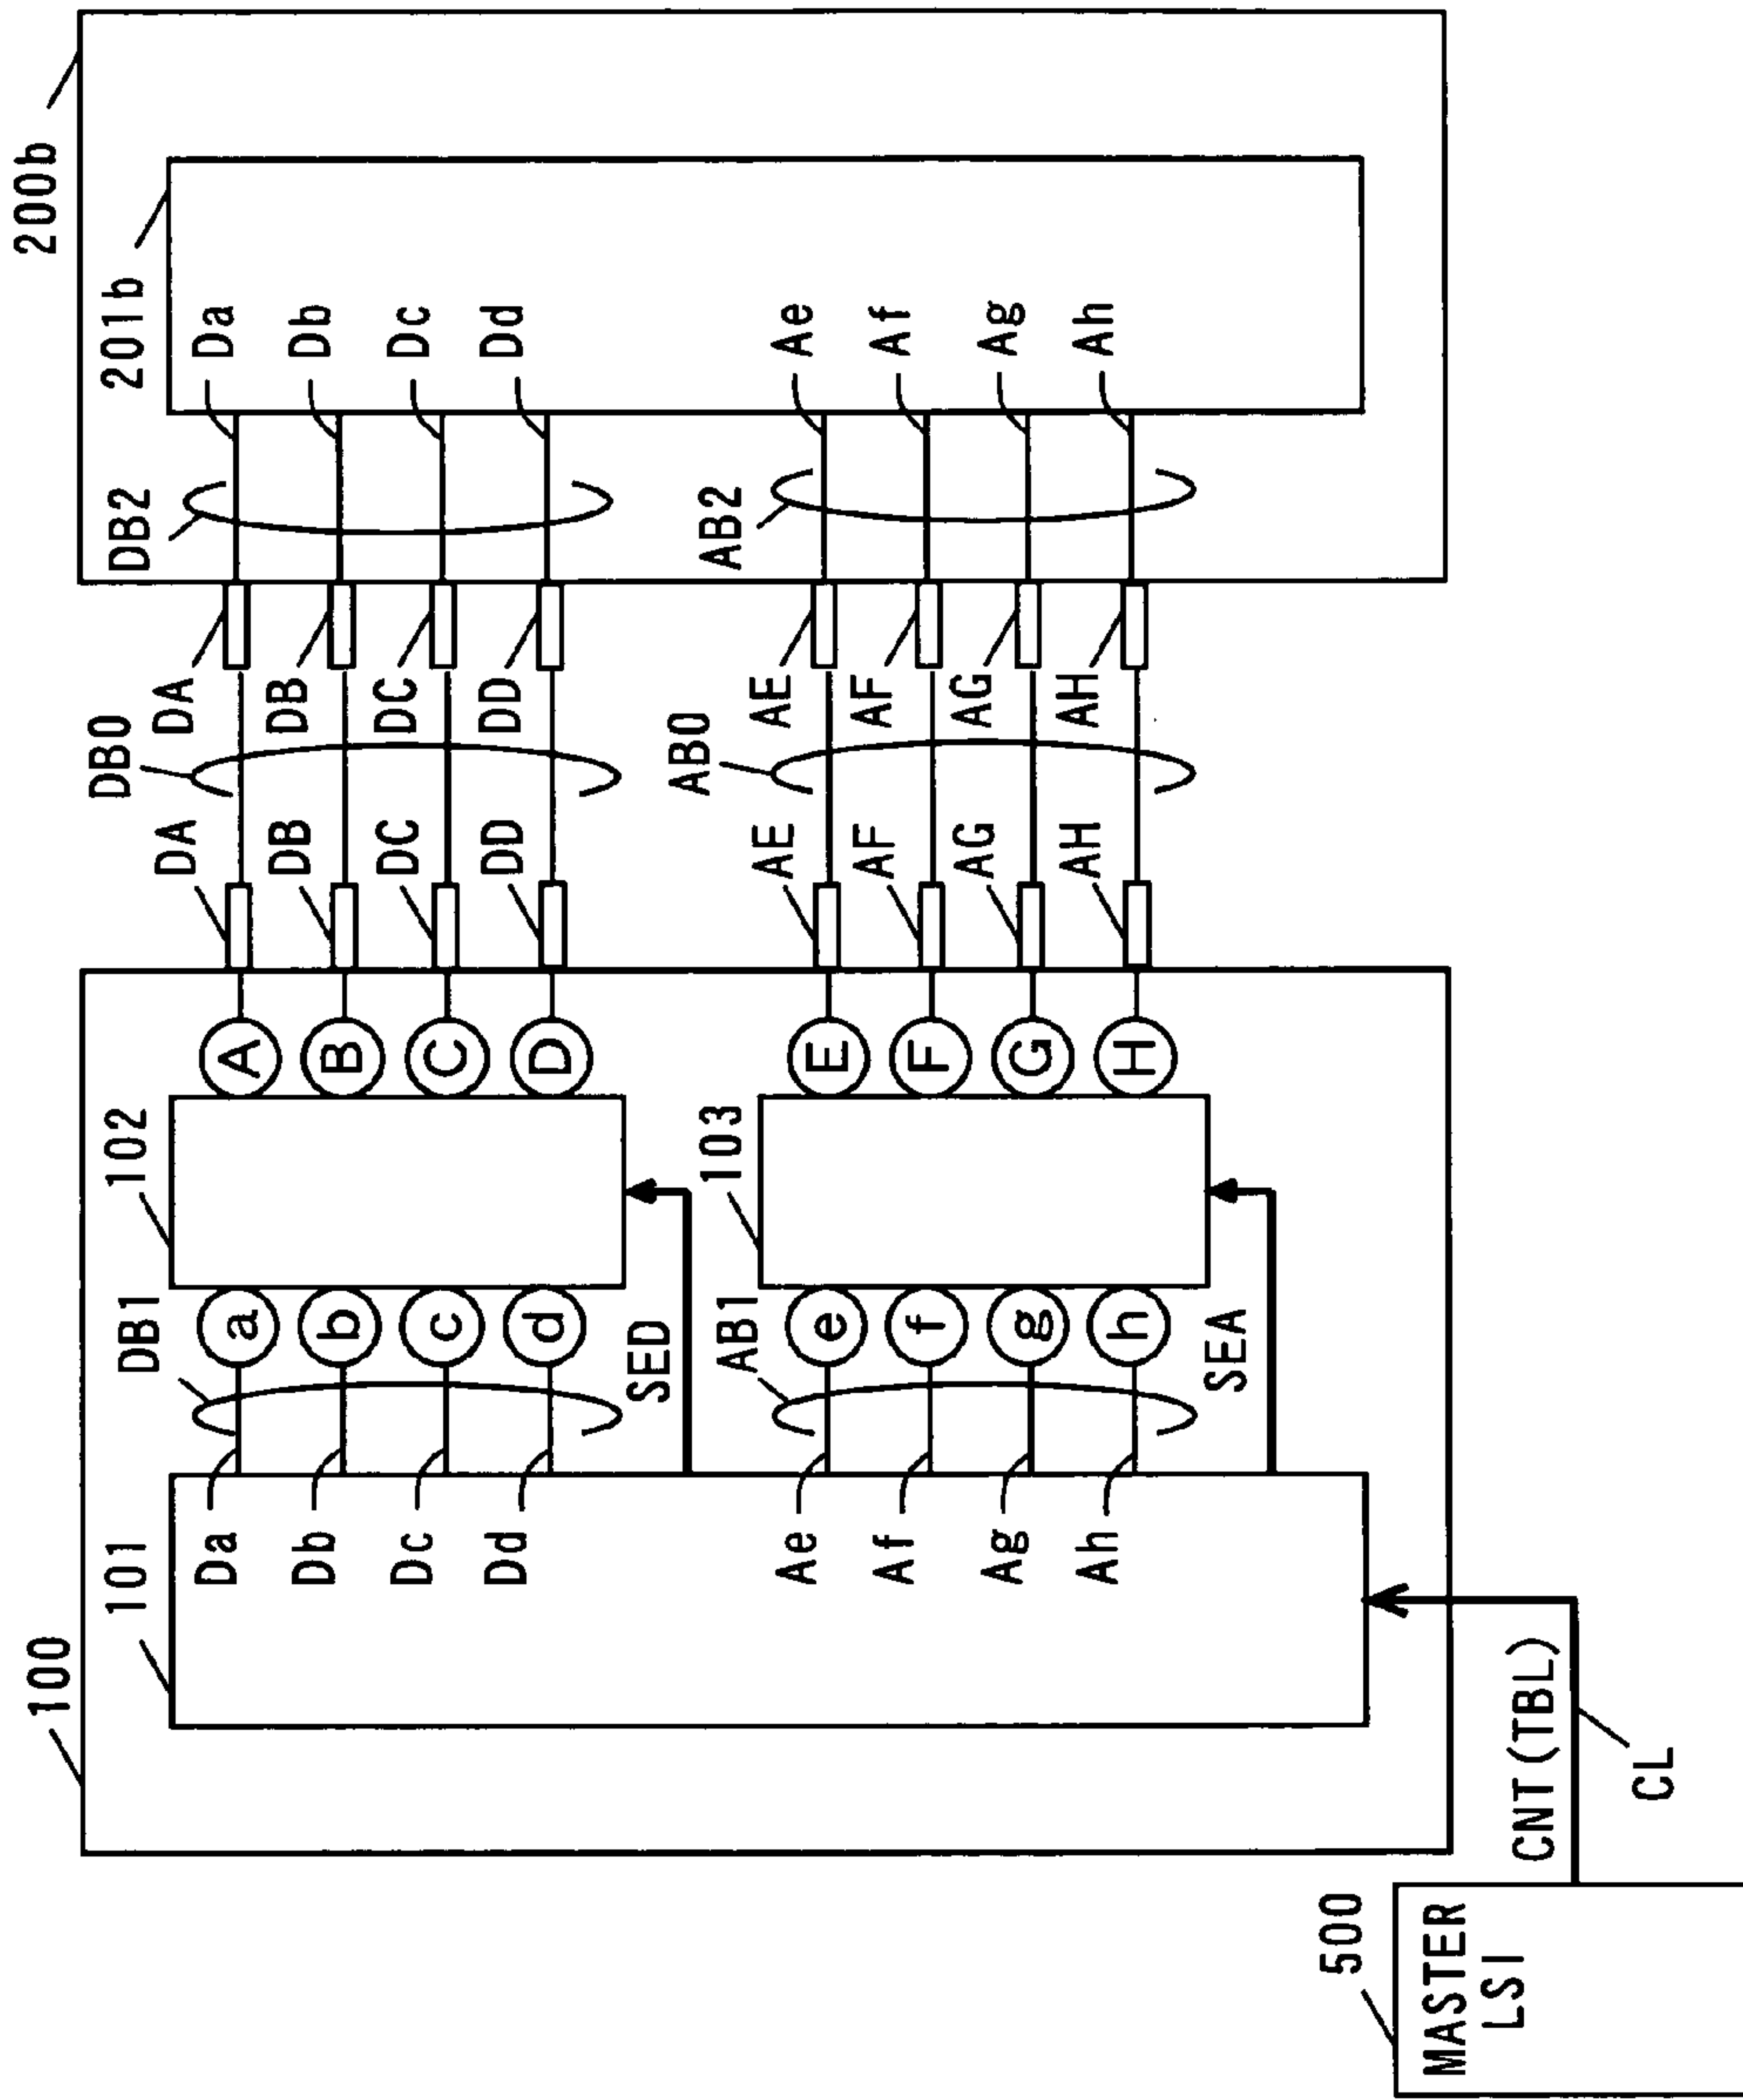 100
101
Da
Db
Dc
Dd
Ae
Af
Ag
Ah
DB1
a
b
c
d
SED
AB1
e
f
g
h
SEA
102
A
B
C
D
103
E
F
G
H
DA
DB
DC
DD
AE
AF
AG
AH
DB0
AB0
DA
DB
DC
DD
AE
AF
AG
AH
200b
201b
DB2
Da
Db
Dc
Dd
AB2
Ae
Af
Ag
Ah
500
MASTER
LSI
CNT(TBL)
CL